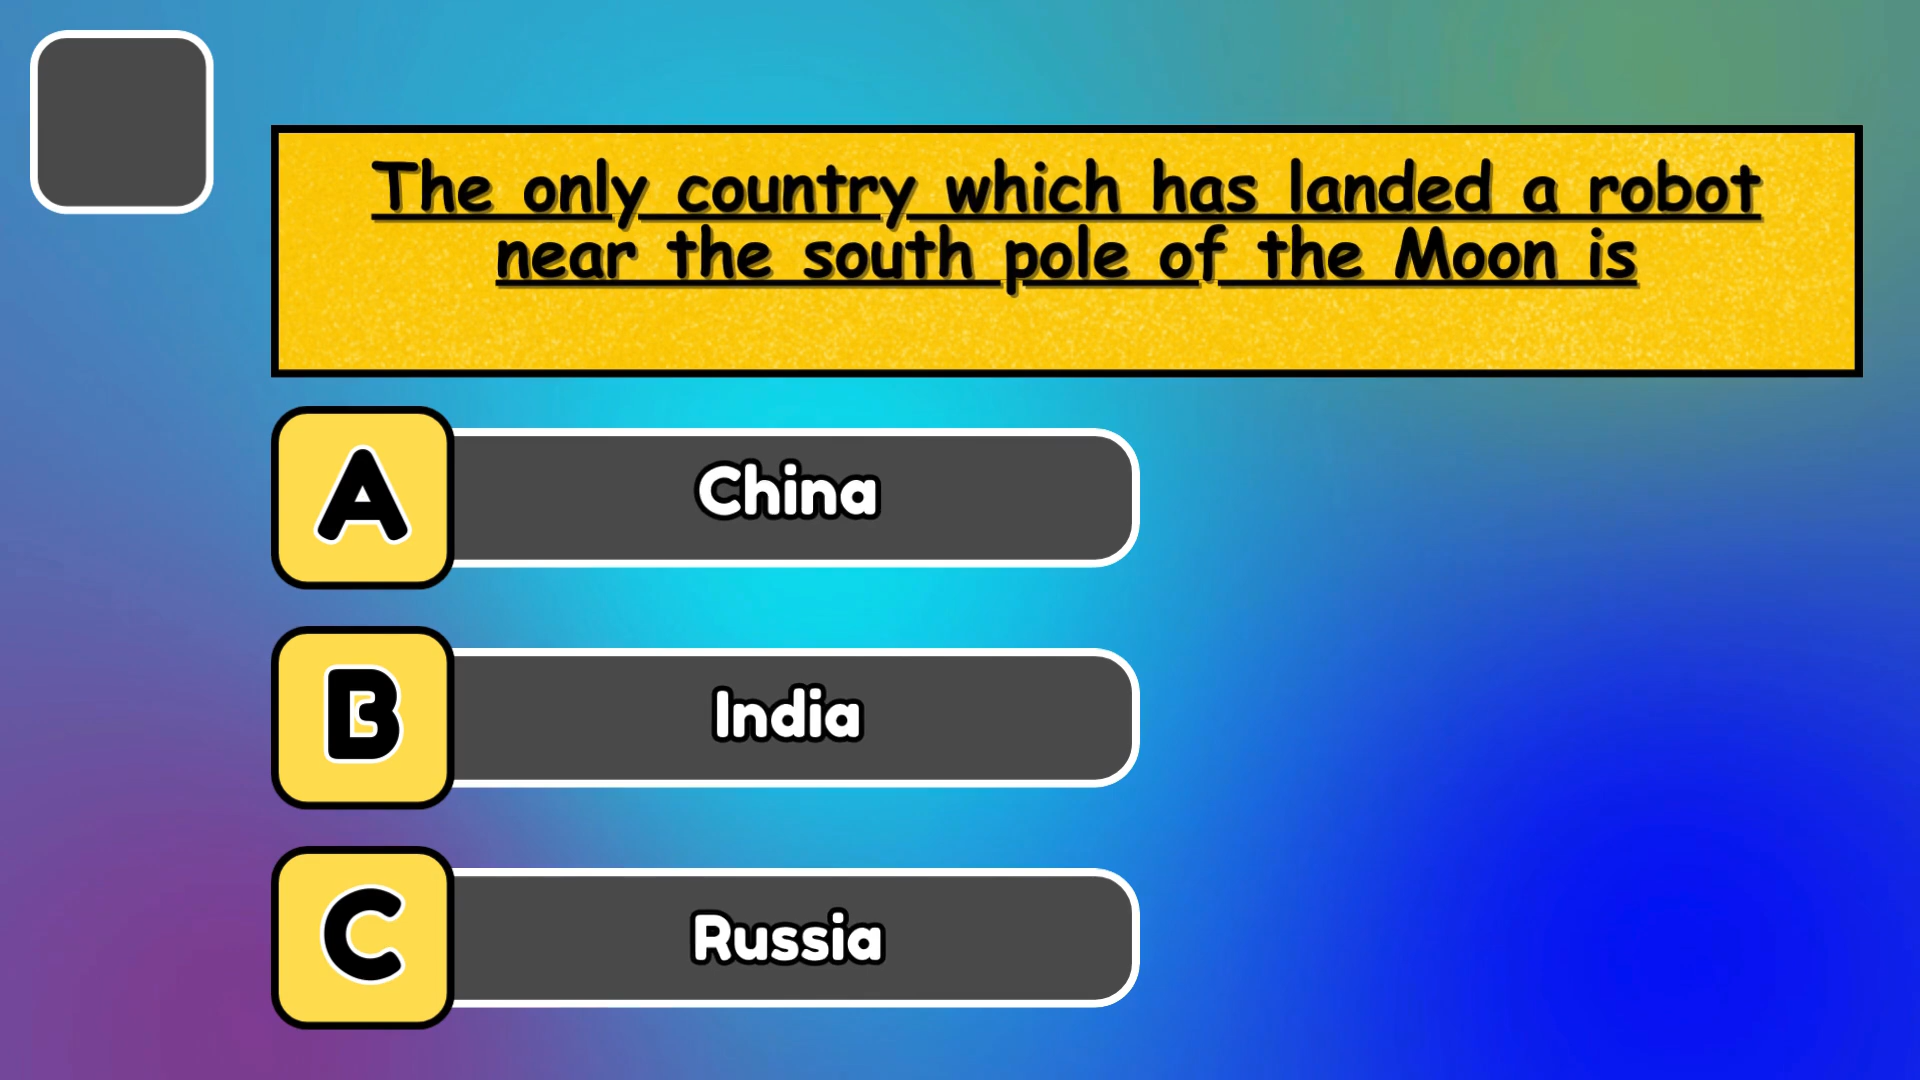 The only country which has landed a robot
near the south pole of the Moon is
A
China
B
India
C
Russia